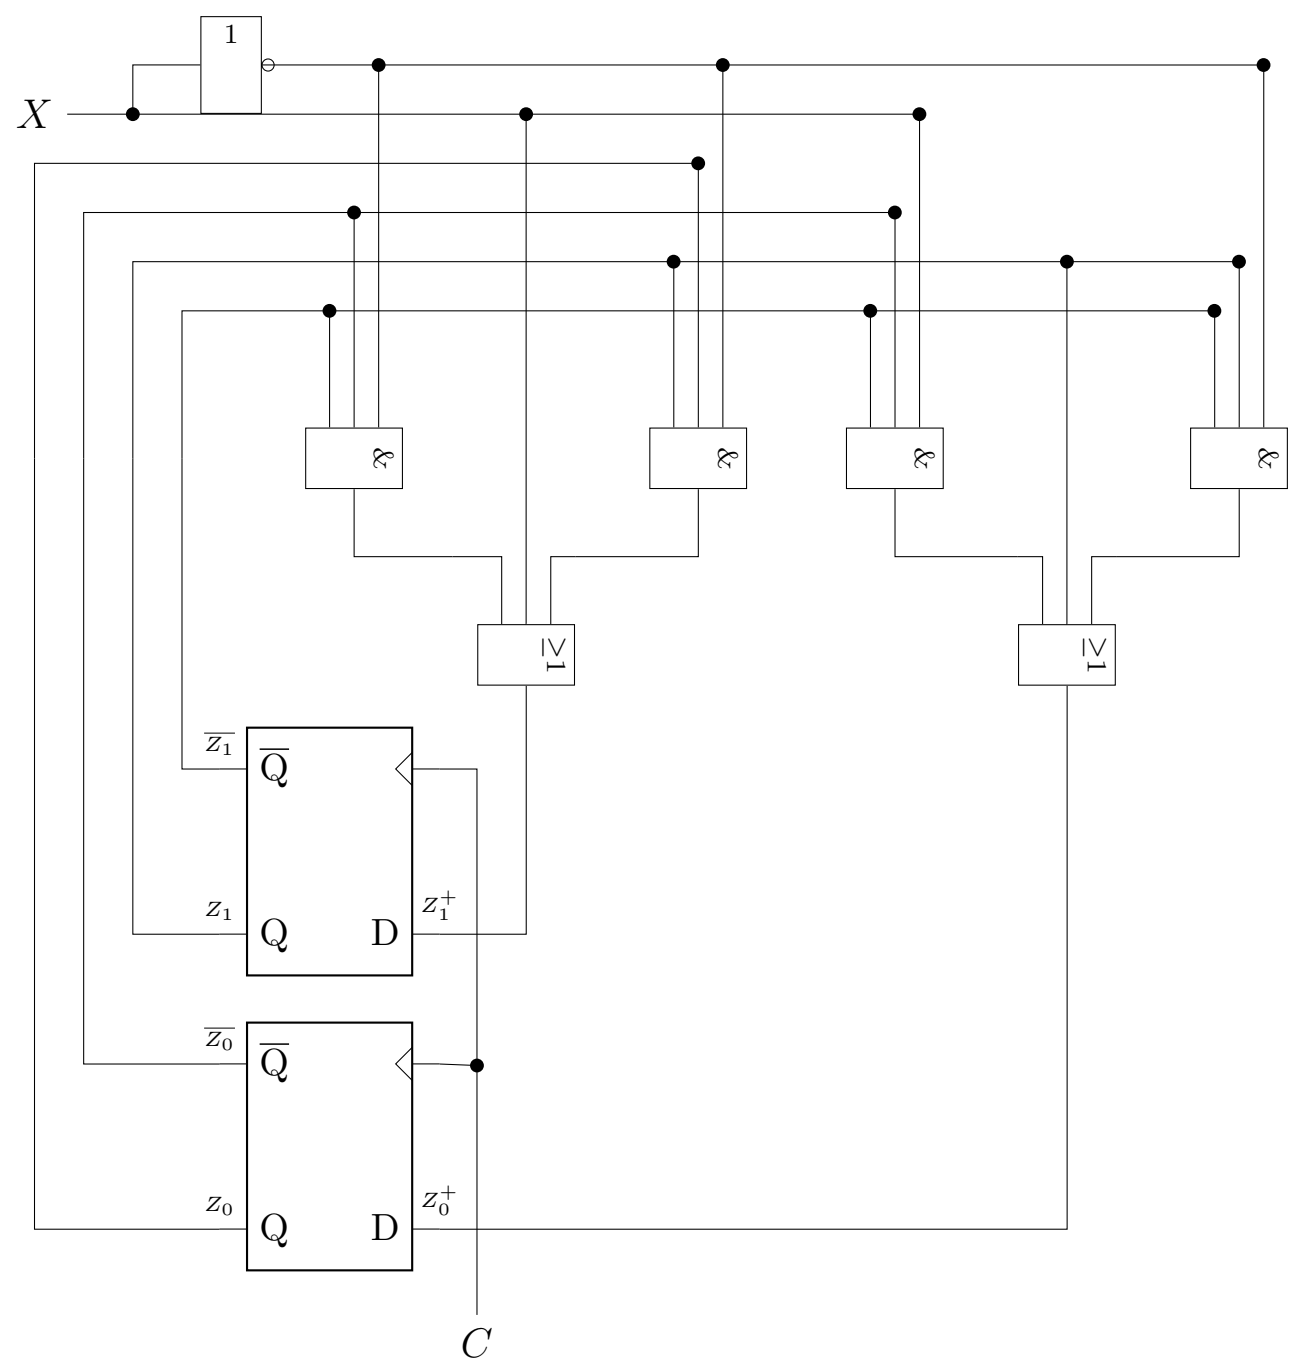 1
X
& & & &
≥1 ≥1
$\overline{z_1}$ $\overline{Q}$
$z_1$ Q D $z_1^+$
$\overline{z_0}$ $\overline{Q}$
$z_0$ Q D $z_0^+$
C